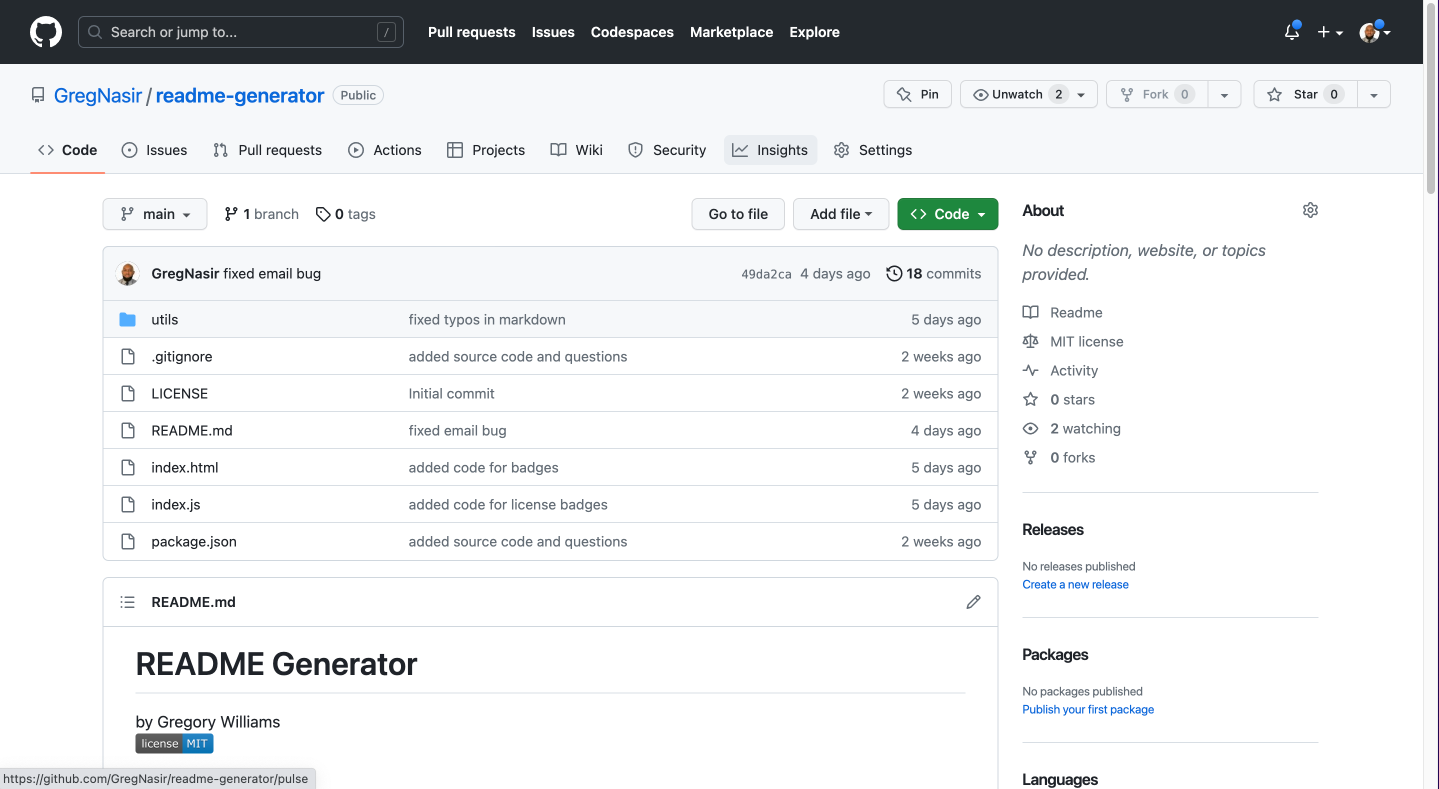 Search or jump to... /
Pull requests Issues Codespaces Marketplace Explore
GregNasir / readme-generator Public
Pin Unwatch 2 Fork 0 Star 0
Code Issues Pull requests Actions Projects Wiki Security Insights Settings
main 1 branch 0 tags Go to file Add file Code
GregNasir fixed email bug 49da2ca 4 days ago 18 commits
utils fixed typos in markdown 5 days ago
.gitignore added source code and questions 2 weeks ago
LICENSE Initial commit 2 weeks ago
README.md fixed email bug 4 days ago
index.html added code for badges 5 days ago
index.js added code for license badges 5 days ago
package.json added source code and questions 2 weeks ago
README.md
README Generator
by Gregory Williams
license MIT
About
No description, website, or topics
provided.
Readme
MIT license
Activity
0 stars
2 watching
0 forks
Releases
No releases published
Create a new release
Packages
No packages published
Publish your first package
Languages
https://github.com/GregNasir/readme-generator/pulse